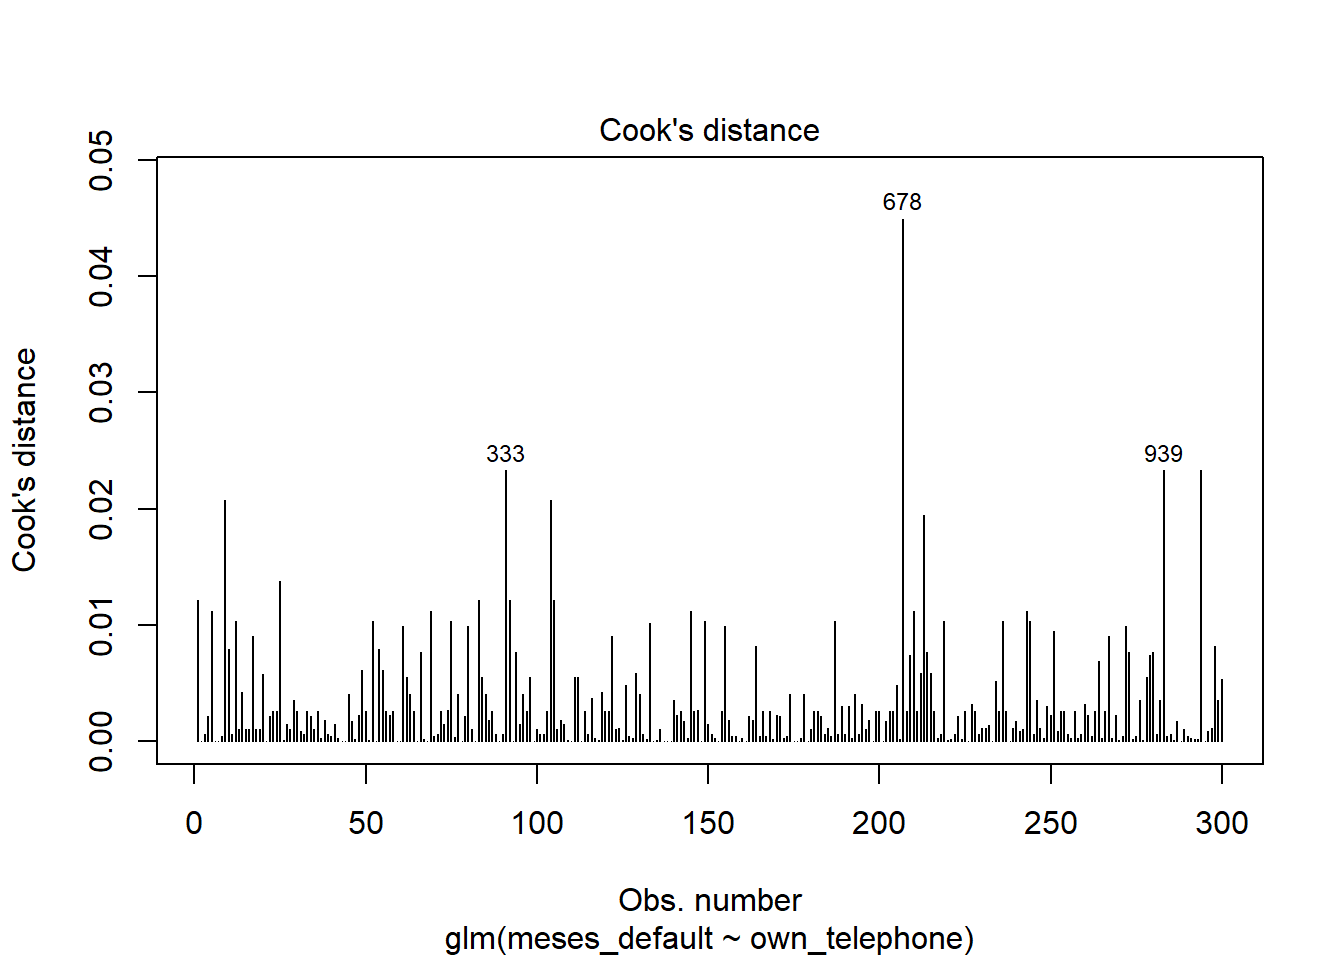 Cook's distance
Cook's distance
0.05
0.04
0.03
0.02
0.01
0.00
678
333
939
0 50 100 150 200 250 300
Obs. number
glm(meses_default ~ own_telephone)